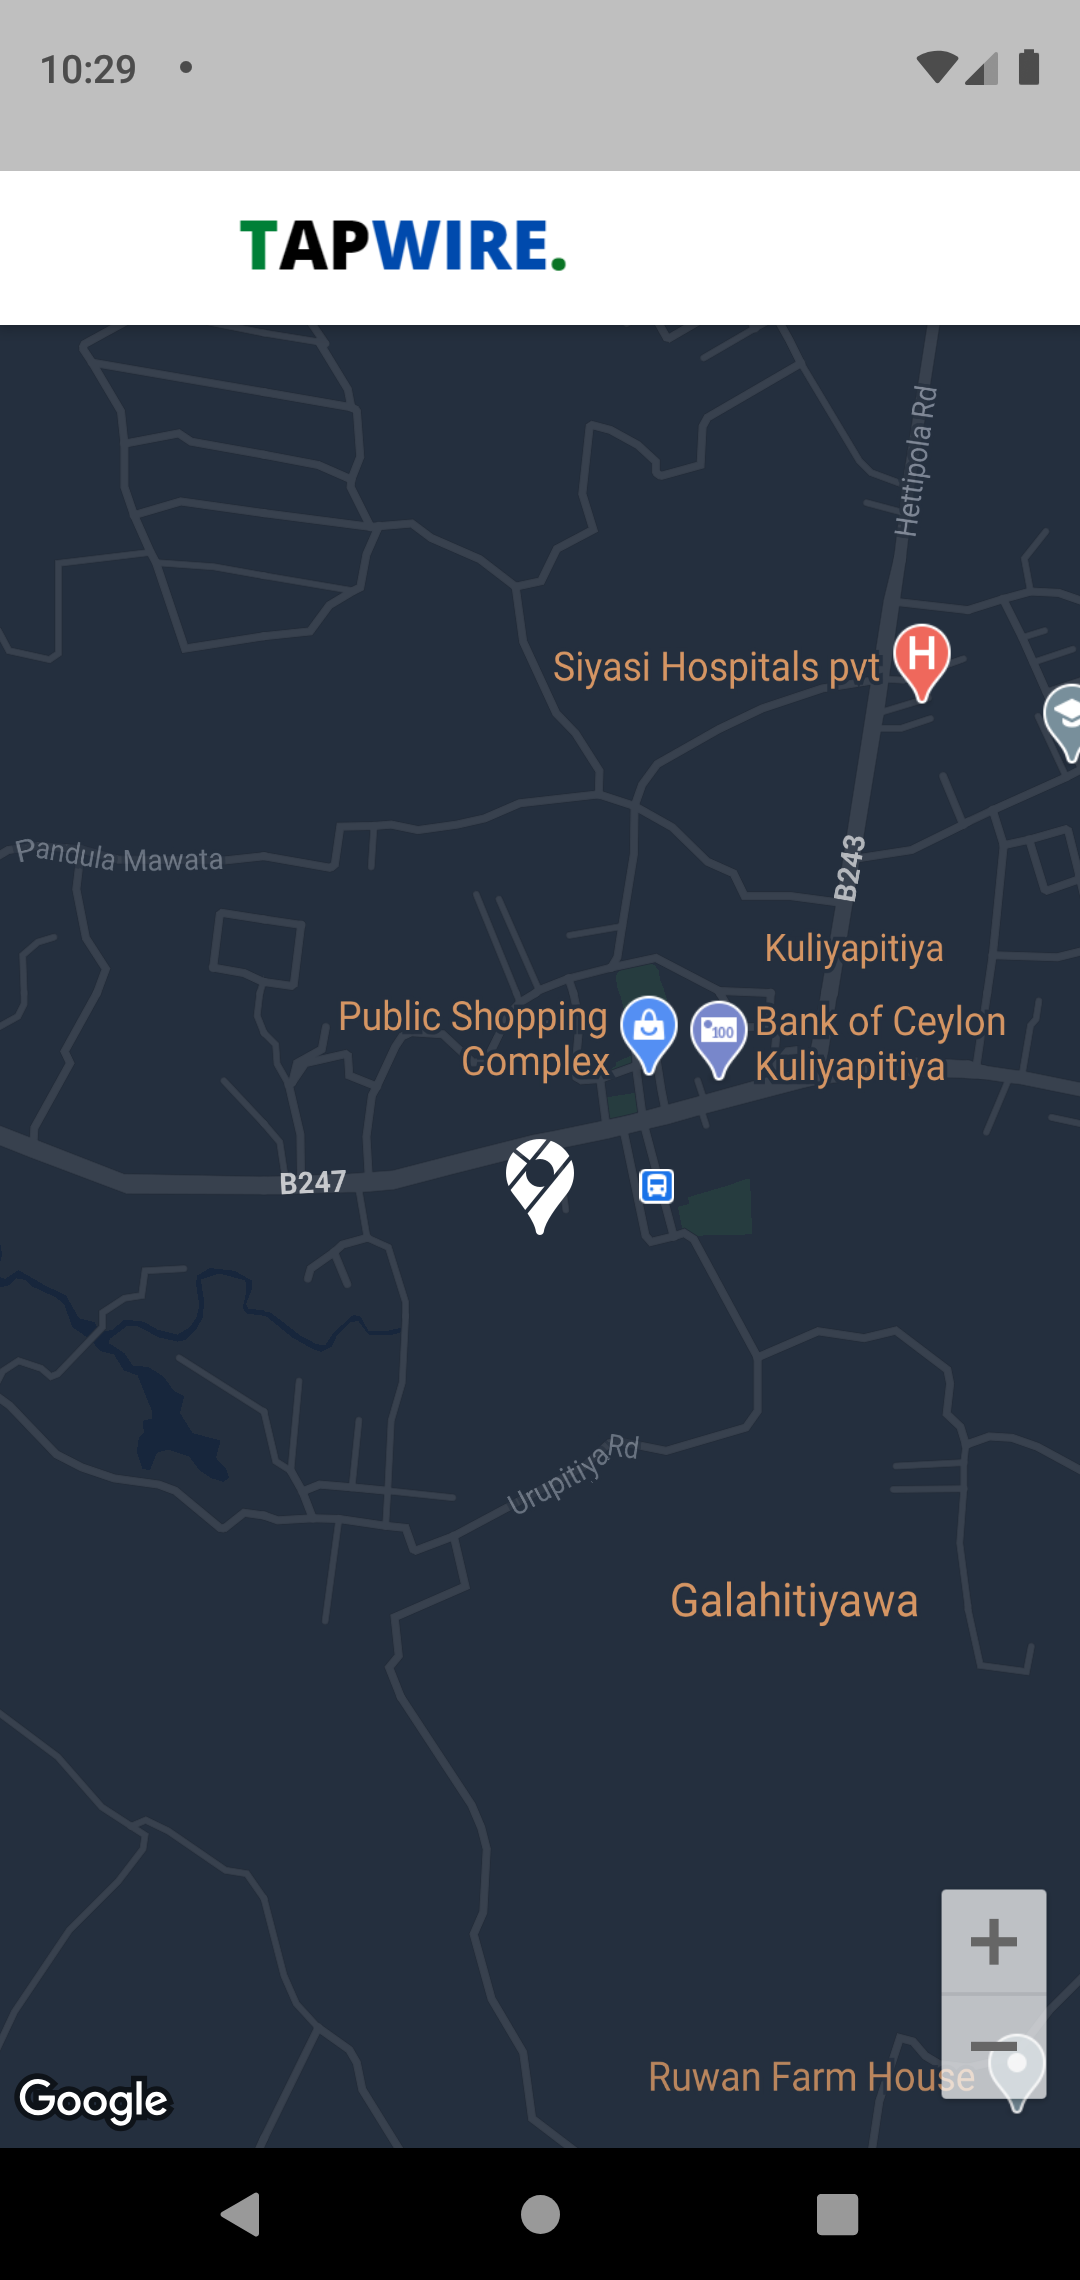 10:29
TAPWIRE.
Hettipola Rd
H
Siyasi Hospitals pvt
B243
Pandula Mawata
Kuliyapitiya
Public Shopping
Complex
100
Bank of Ceylon
Kuliyapitiya
B247
Urupitiya Rd
Galahitiyawa
+
−
Ruwan Farm House
Google